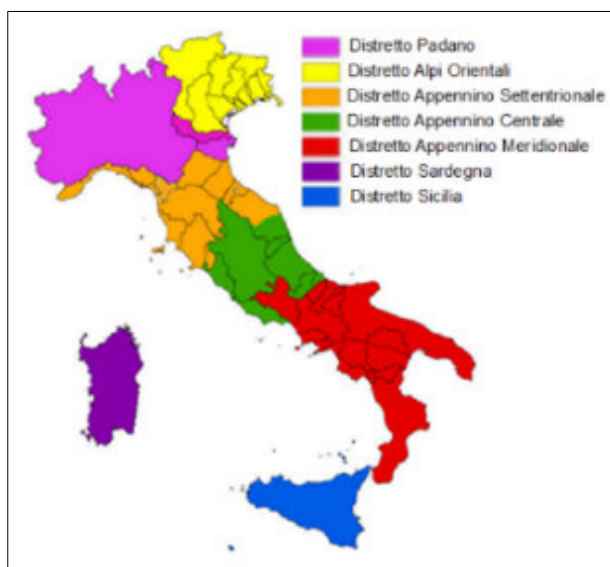 Distretto Padano
Distretto Alpi Orientali
Distretto Appennino Settentrionale
Distretto Appennino Centrale
Distretto Appennino Meridionale
Distretto Sardegna
Distretto Sicilia